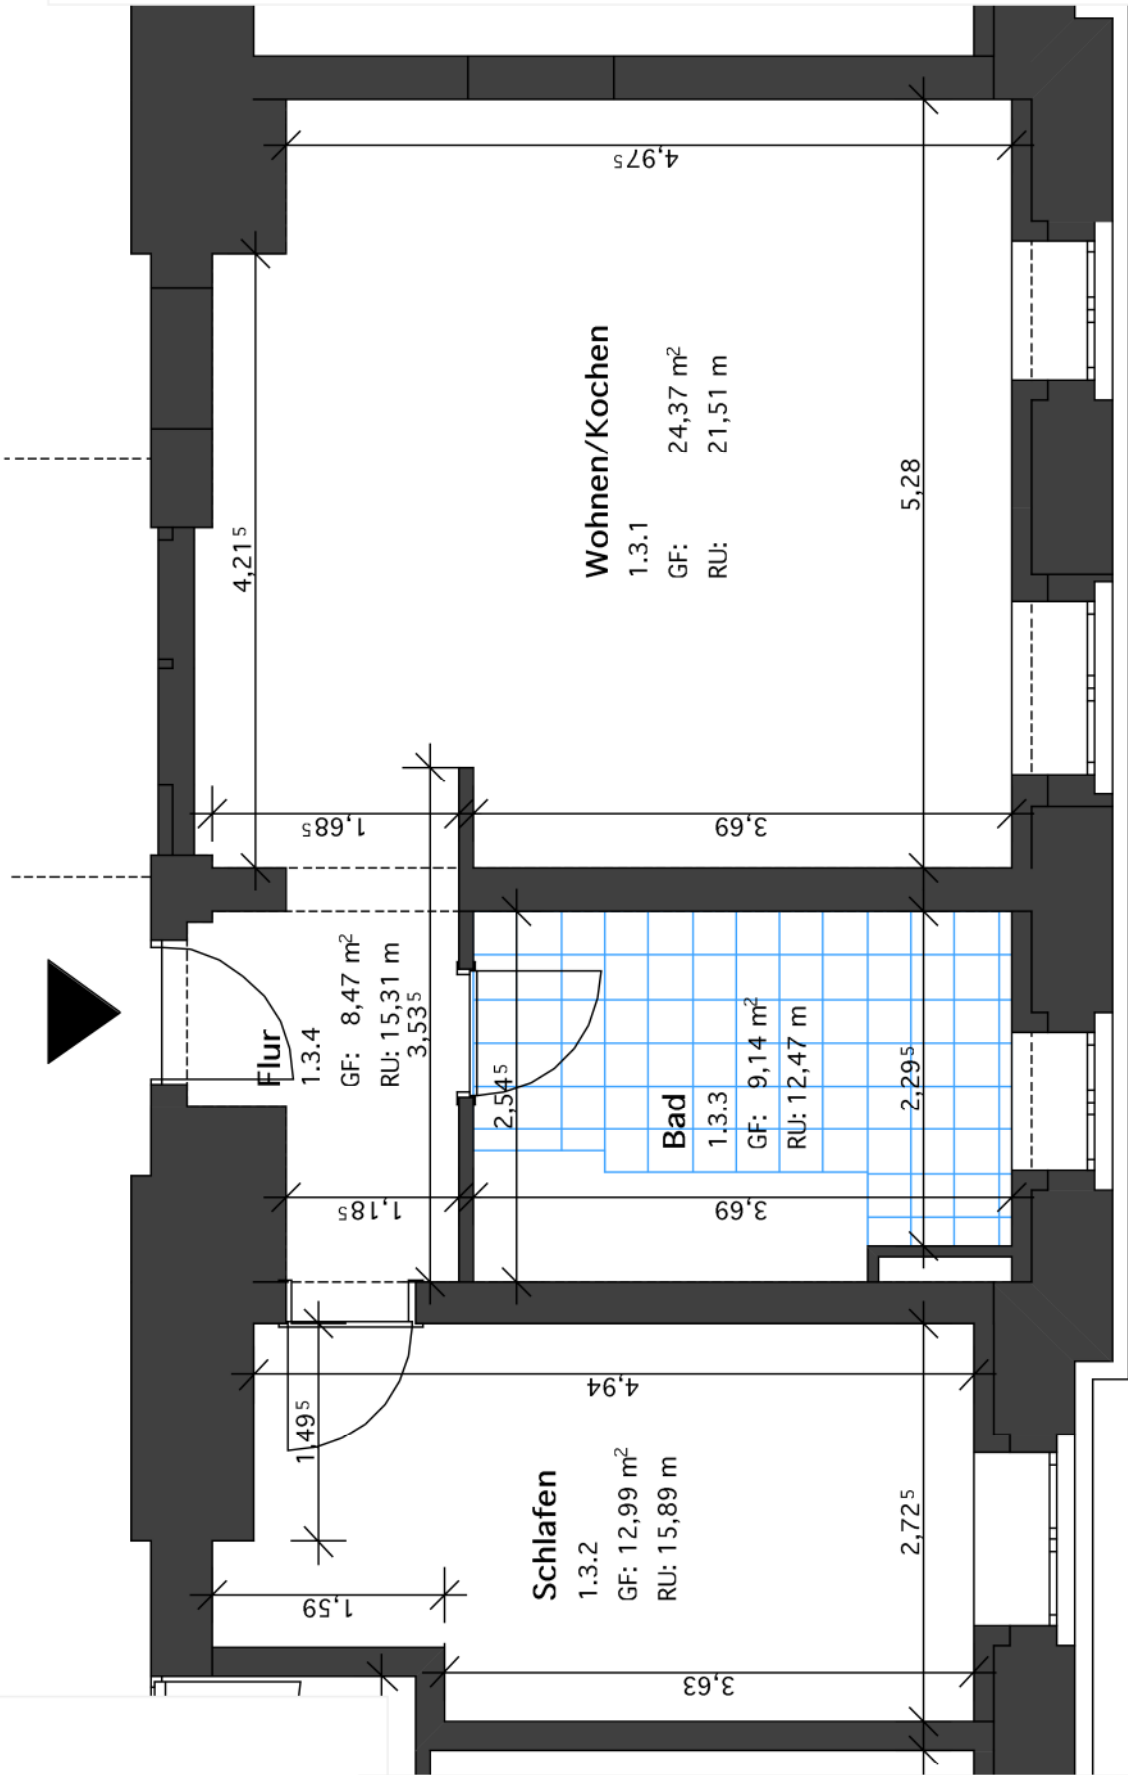 4,97⁵
4,21⁵
Wohnen/Kochen
1.3.1
GF: 24,37 m²
RU: 21,51 m
5,28
1,68⁵
3,69
Flur
1.3.4
GF: 8,47 m²
RU: 15,31 m
3,53⁵
2,54⁵
Bad
1.3.3
GF: 9,14 m²
RU: 12,47 m
2,29⁵
1,18⁵
3,69
4,94
1,49⁵
Schlafen
1.3.2
GF: 12,99 m²
RU: 15,89 m
2,72⁵
1,59
3,63